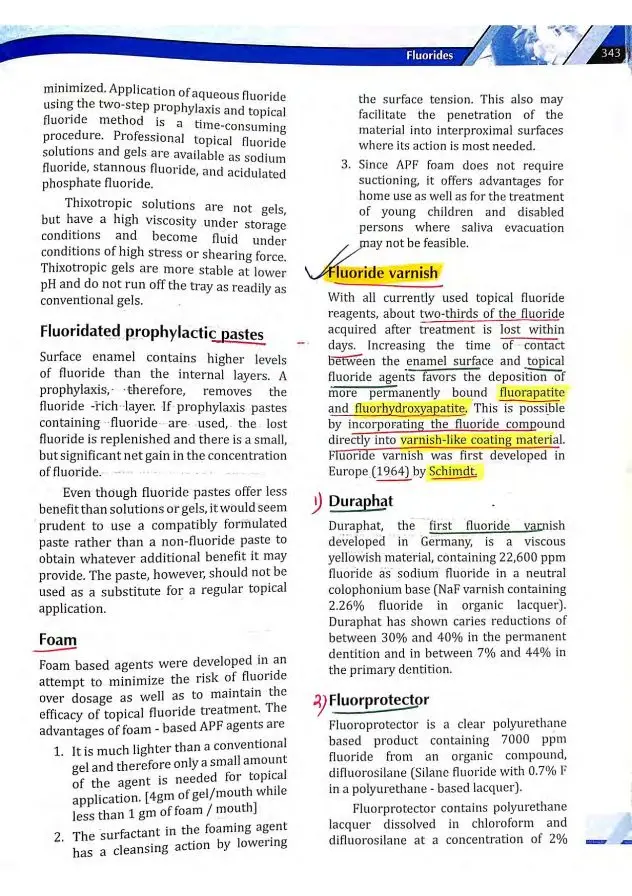 Fluorides
343
minimized. Application of aqueous fluoride
using the two-step prophylaxis and topical
fluoride method is a time-consuming
procedure. Professional topical fluoride
solutions and gels are available as sodium
fluoride, stannous fluoride, and acidulated
phosphate fluoride.
Thixotropic solutions are not gels,
but have a high viscosity under storage
conditions and become fluid under
conditions of high stress or shearing force.
Thixotropic gels are more stable at lower
pH and do not run off the tray as readily as
conventional gels.
Fluoridated prophylactic pastes
Surface enamel contains higher levels
of fluoride than the internal layers. A
prophylaxis, therefore, removes the
fluoride -rich layer. If prophylaxis pastes
containing fluoride are used, the lost
fluoride is replenished and there is a small,
but significant net gain in the concentration
of fluoride.
Even though fluoride pastes offer less
benefit than solutions or gels, it would seem
prudent to use a compatibly formulated
paste rather than a non-fluoride paste to
obtain whatever additional benefit it may
provide. The paste, however, should not be
used as a substitute for a regular topical
application.
Foam
Foam based agents were developed in an
attempt to minimize the risk of fluoride
over dosage as well as to maintain the
efficacy of topical fluoride treatment. The
advantages of foam - based APF agents are
1. It is much lighter than a conventional
gel and therefore only a small amount
of the agent is needed for topical
application. [4gm of gel/mouth while
less than 1 gm of foam / mouth]
2. The surfactant in the foaming agent
has a cleansing action by lowering
the surface tension. This also may
facilitate the penetration of the
material into interproximal surfaces
where its action is most needed.
3. Since APF foam does not require
suctioning, it offers advantages for
home use as well as for the treatment
of young children and disabled
persons where saliva evacuation
may not be feasible.
Fluoride varnish
With all currently used topical fluoride
reagents, about two-thirds of the fluoride
acquired after treatment is lost within
days. Increasing the time of contact
between the enamel surface and topical
fluoride agents favors the deposition of
more permanently bound fluorapatite
and fluorhydroxyapatite. This is possible
by incorporating the fluoride compound
directly into varnish-like coating material.
Fluoride varnish was first developed in
Europe (1964) by Schimdt.
1) Duraphat
Duraphat, the first fluoride varnish
developed in Germany, is a viscous
yellowish material, containing 22,600 ppm
fluoride as sodium fluoride in a neutral
colophonium base (NaF varnish containing
2.26% fluoride in organic lacquer).
Duraphat has shown caries reductions of
between 30% and 40% in the permanent
dentition and in between 7% and 44% in
the primary dentition.
2) Fluorprotector
Fluoroprotector is a clear polyurethane
based product containing 7000 ppm
fluoride from an organic compound,
difluorosilane (Silane fluoride with 0.7% F
in a polyurethane - based lacquer).
Fluorprotector contains polyurethane
lacquer dissolved in chloroform and
difluorosilane at a concentration of 2%